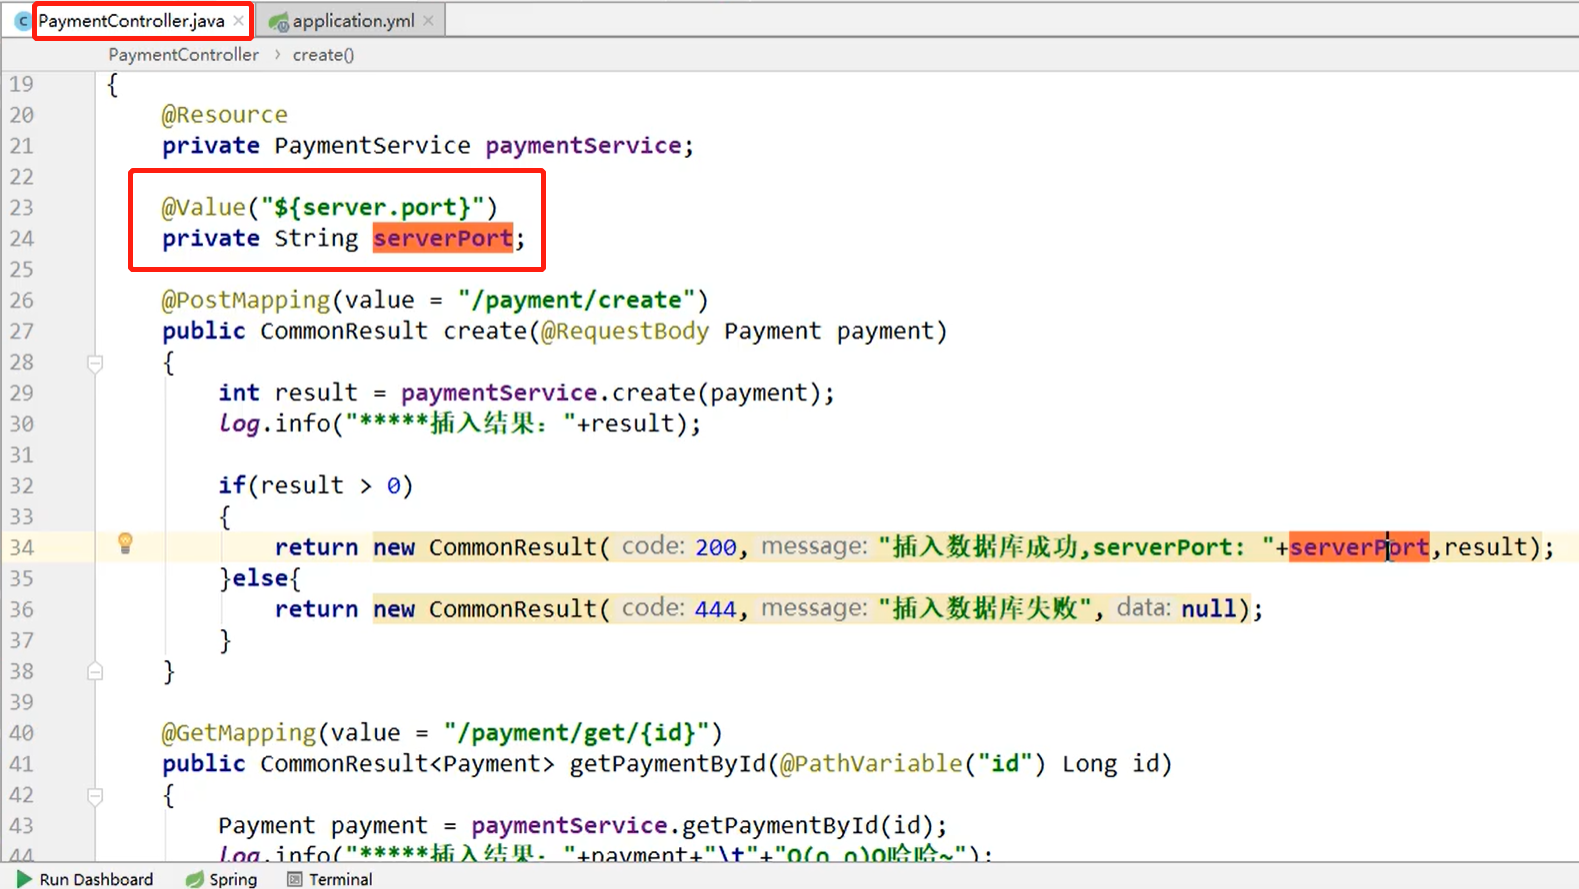 PaymentController.java × application.yml ×
PaymentController › create()
19 {
20 @Resource
21 private PaymentService paymentService;
22
23 @Value("${server.port}")
24 private String serverPort;
25
26 @PostMapping(value = "/payment/create")
27 public CommonResult create(@RequestBody Payment payment)
28 {
29 int result = paymentService.create(payment);
30 log.info("*****插入结果："+result);
31
32 if(result > 0)
33 {
34 return new CommonResult( code: 200, message: "插入数据库成功,serverPort: "+serverPort,result);
35 }else{
36 return new CommonResult( code: 444, message: "插入数据库失败", data: null);
37 }
38 }
39
40 @GetMapping(value = "/payment/get/{id}")
41 public CommonResult<Payment> getPaymentById(@PathVariable("id") Long id)
42 {
43 Payment payment = paymentService.getPaymentById(id);
44 log.info("*****插入结果："+payment+"\t"+"O(∩_∩)O哈哈~");
Run Dashboard Spring Terminal